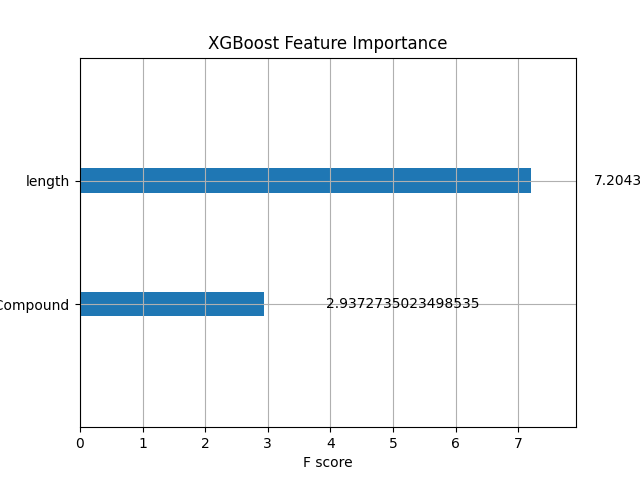 XGBoost Feature Importance
length
7.2043
Compound
2.9372735023498535
0 1 2 3 4 5 6 7
F score